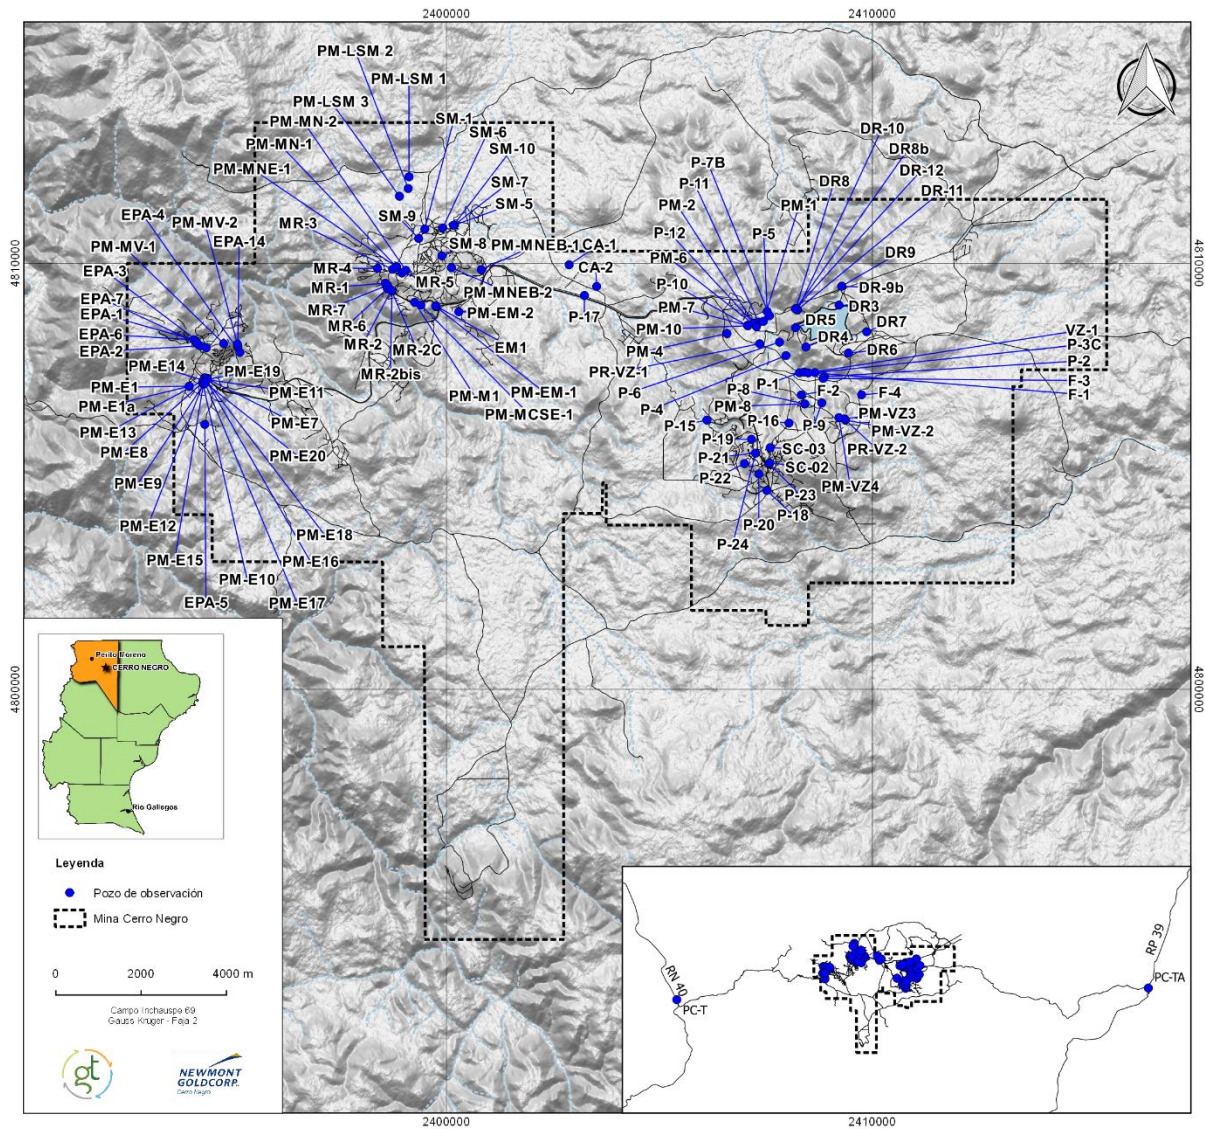 2400000
2410000
PM-LSM 2
PM-LSM 1
PM-LSM 3
PM-MN-2
SM-1
SM-6
PM-MN-1
SM-10
PM-MNE-1
SM-7
SM-5
EPA-4
PM-MV-2
MR-3
SM-9
EPA-14
PM-MV-1
SM-8
PM-MNEB-1
CA-1
EPA-3
MR-4
MR-5
CA-2
EPA-7
MR-1
PM-MNEB-2
EPA-1
MR-7
PM-EM-2
P-17
EPA-6
MR-6
EPA-2
MR-2
MR-2C
EM1
PM-E14
PM-E19
MR-2bis
PM-E1
PM-E11
PM-M1
PM-EM-1
PM-E1a
PM-MCSE-1
PM-E13
PM-E7
PM-E8
PM-E20
PM-E9
PM-E12
PM-E18
PM-E15
PM-E16
PM-E10
EPA-5
PM-E17
DR-10
DR8b
P-7B
DR-12
P-11
DR8
DR-11
PM-2
PM-1
P-12
P-5
PM-6
DR9
P-10
DR-9b
PM-7
DR3
DR5
DR7
PM-10
DR4
VZ-1
PM-4
DR6
P-3C
PR-VZ-1
P-2
P-6
P-1
F-3
P-4
P-8
F-2
F-4
F-1
PM-8
P-15
P-16
P-9
PM-VZ3
PM-VZ-2
P-19
PR-VZ-2
P-21
SC-03
SC-02
P-22
PM-VZ4
P-23
P-18
P-20
P-24
4810000
4810000
4800000
4800000
Perito Moreno
CERRO NEGRO
Río Gallegos
Leyenda
Pozo de observación
Mina Cerro Negro
0 2000 4000 m
Campo Inchauspe 69
Gauss Krüger - Faja 2
gt
NEWMONT
GOLDCORP.
Cerro Negro
RN 40
PC-T
RP 39
PC-TA
2400000
2410000